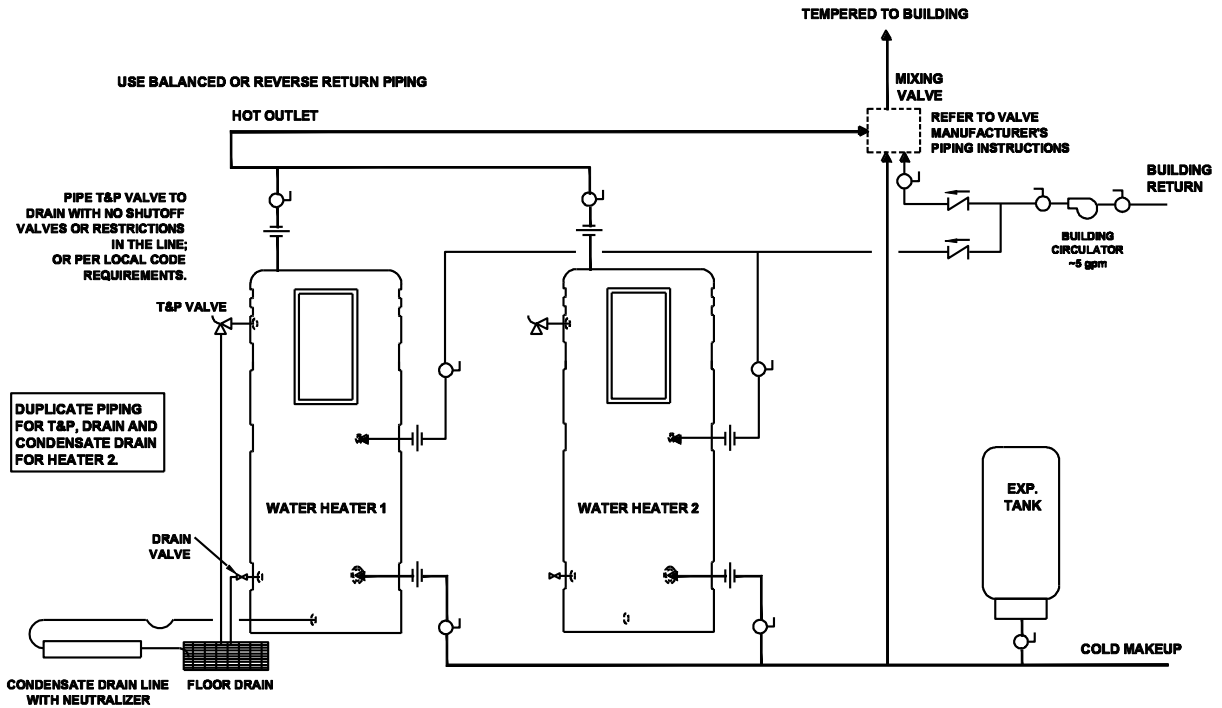 TEMPERED TO BUILDING
USE BALANCED OR REVERSE RETURN PIPING
MIXING
VALVE
HOT OUTLET
REFER TO VALVE
MANUFACTURER'S
PIPING INSTRUCTIONS
BUILDING
RETURN
PIPE T&P VALVE TO
DRAIN WITH NO SHUTOFF
VALVES OR RESTRICTIONS
IN THE LINE;
OR PER LOCAL CODE
REQUIREMENTS.
BUILDING
CIRCULATOR
~5 gpm
T&P VALVE
DUPLICATE PIPING
FOR T&P, DRAIN AND
CONDENSATE DRAIN
FOR HEATER 2.
WATER HEATER 1
WATER HEATER 2
EXP.
TANK
DRAIN
VALVE
COLD MAKEUP
CONDENSATE DRAIN LINE
WITH NEUTRALIZER
FLOOR DRAIN